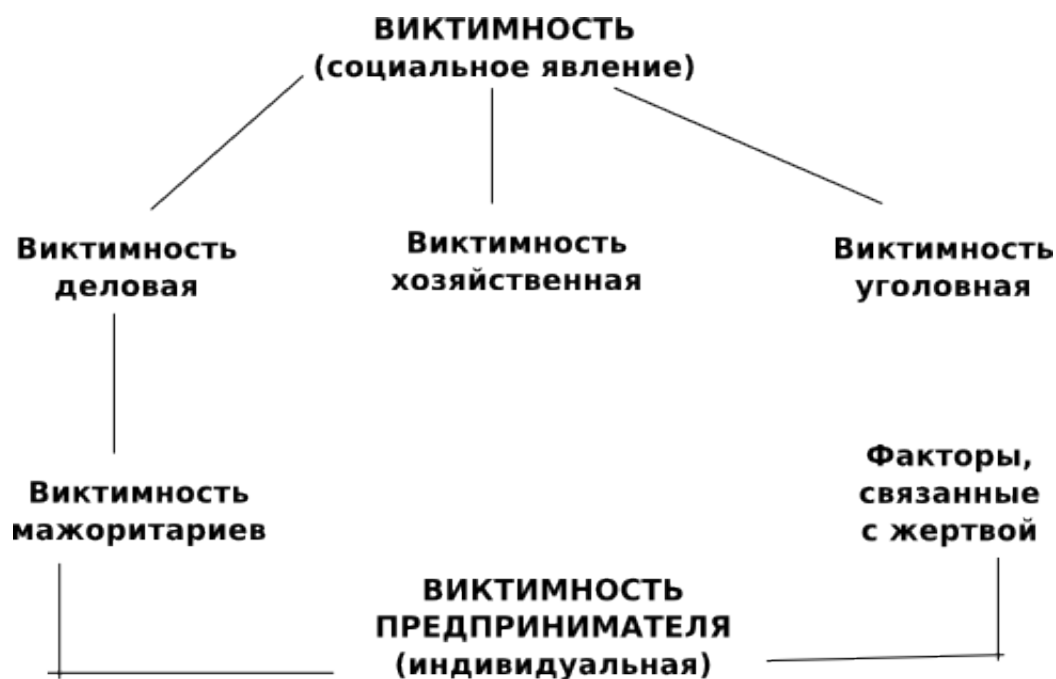 ВИКТИМНОСТЬ
(социальное явление)
Виктимность
деловая
Виктимность
хозяйственная
Виктимность
уголовная
Виктимность
мажоритариев
Факторы,
связанные
с жертвой
ВИКТИМНОСТЬ
ПРЕДПРИНИМАТЕЛЯ
(индивидуальная)